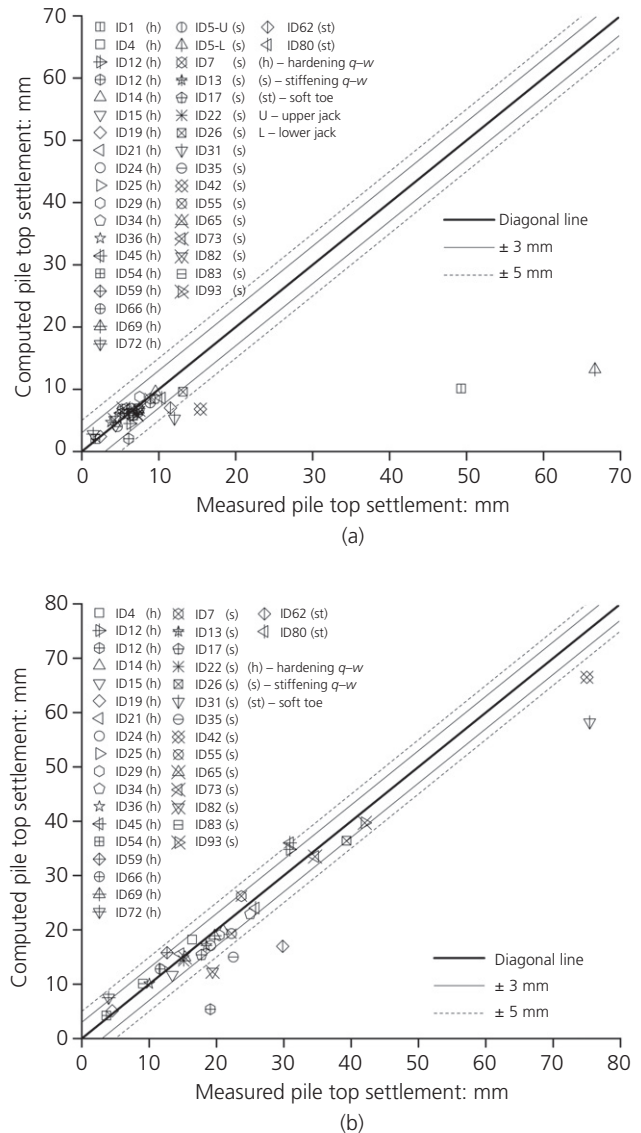 70
60
50
40
30
20
10
0
Computed pile top settlement: mm
ID1 (h)
ID4 (h)
ID12 (h)
ID12 (h)
ID14 (h)
ID15 (h)
ID19 (h)
ID21 (h)
ID24 (h)
ID25 (h)
ID29 (h)
ID34 (h)
ID36 (h)
ID45 (h)
ID54 (h)
ID59 (h)
ID66 (h)
ID69 (h)
ID72 (h)
ID5-U (s)
ID5-L (s)
ID7 (s)
ID13 (s)
ID17 (s)
ID22 (s)
ID26 (s)
ID31 (s)
ID35 (s)
ID42 (s)
ID55 (s)
ID65 (s)
ID73 (s)
ID82 (s)
ID83 (s)
ID93 (s)
ID62 (st)
ID80 (st)
(h) – hardening q–w
(s) – stiffening q–w
(st) – soft toe
U – upper jack
L – lower jack
Diagonal line
± 3 mm
± 5 mm
0 10 20 30 40 50 60 70
Measured pile top settlement: mm
(a)
80
70
60
50
40
30
20
10
0
Computed pile top settlement: mm
ID4 (h)
ID12 (h)
ID12 (h)
ID14 (h)
ID15 (h)
ID19 (h)
ID21 (h)
ID24 (h)
ID25 (h)
ID29 (h)
ID34 (h)
ID36 (h)
ID45 (h)
ID54 (h)
ID59 (h)
ID66 (h)
ID69 (h)
ID72 (h)
ID7 (s)
ID13 (s)
ID17 (s)
ID22 (s)
ID26 (s)
ID31 (s)
ID35 (s)
ID42 (s)
ID55 (s)
ID65 (s)
ID73 (s)
ID82 (s)
ID83 (s)
ID93 (s)
ID62 (st)
ID80 (st)
(h) – hardening q–w
(s) – stiffening q–w
(st) – soft toe
Diagonal line
± 3 mm
± 5 mm
0 10 20 30 40 50 60 70 80
Measured pile top settlement: mm
(b)